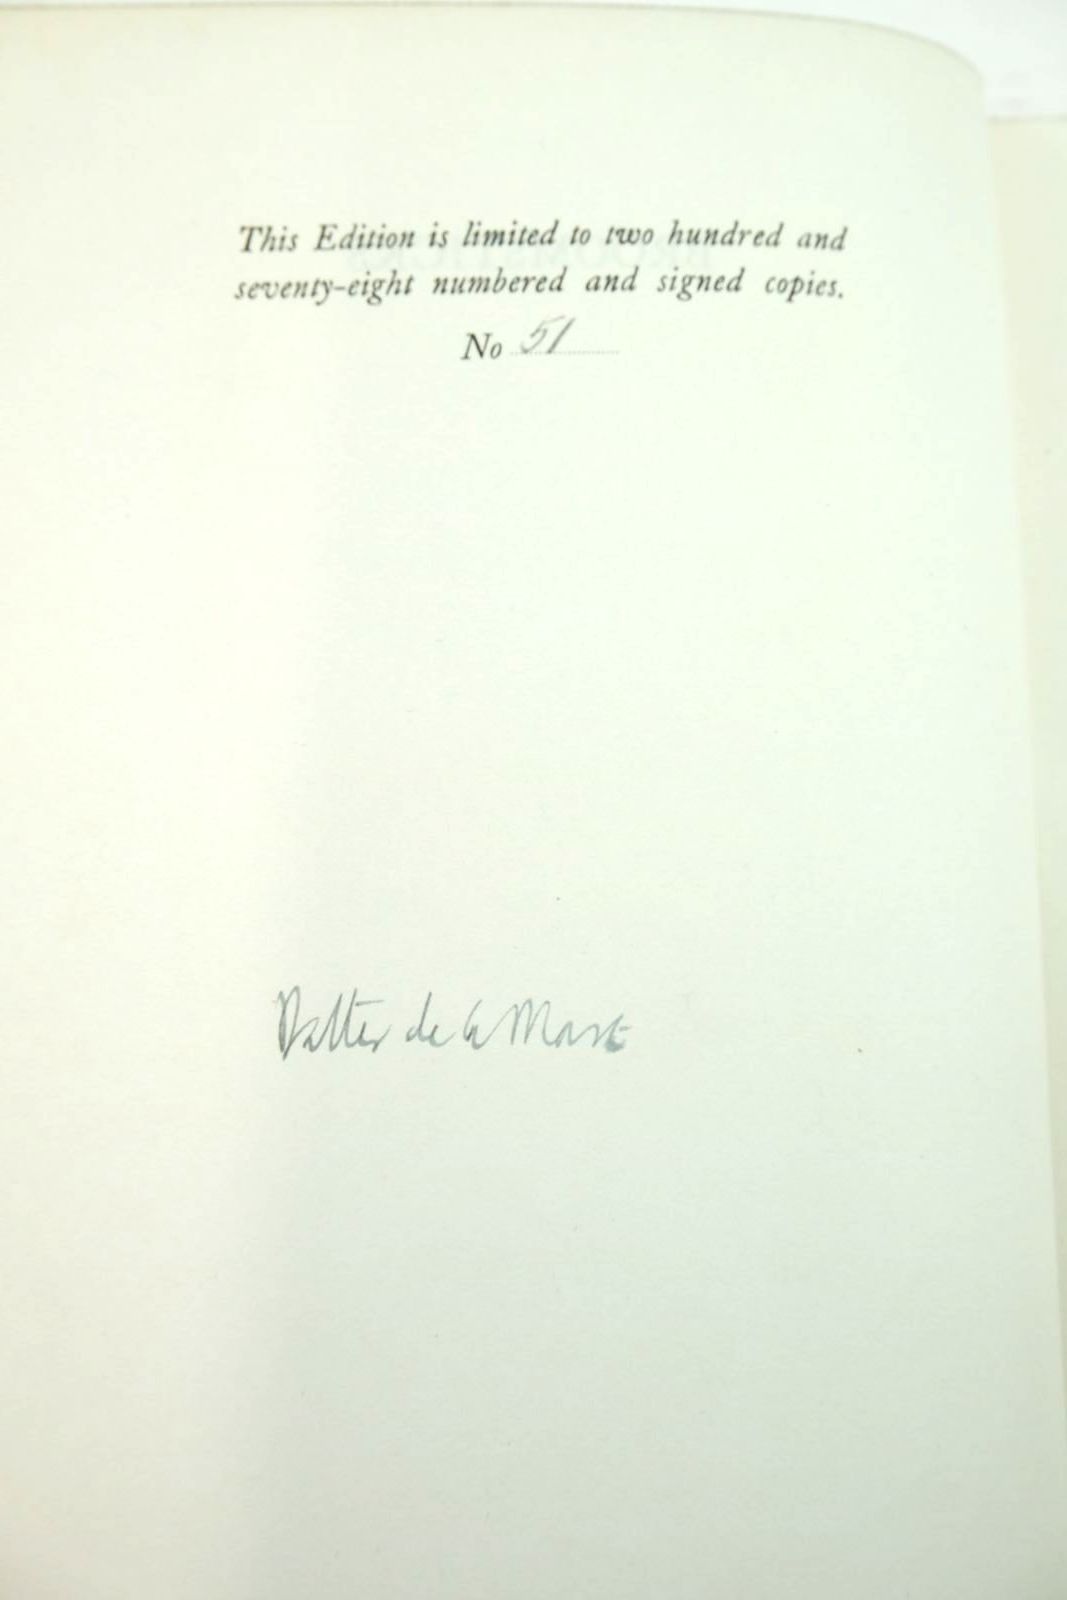 This Edition is limited to two hundred and
seventy-eight numbered and signed copies.
No 51
Walter de la Mare